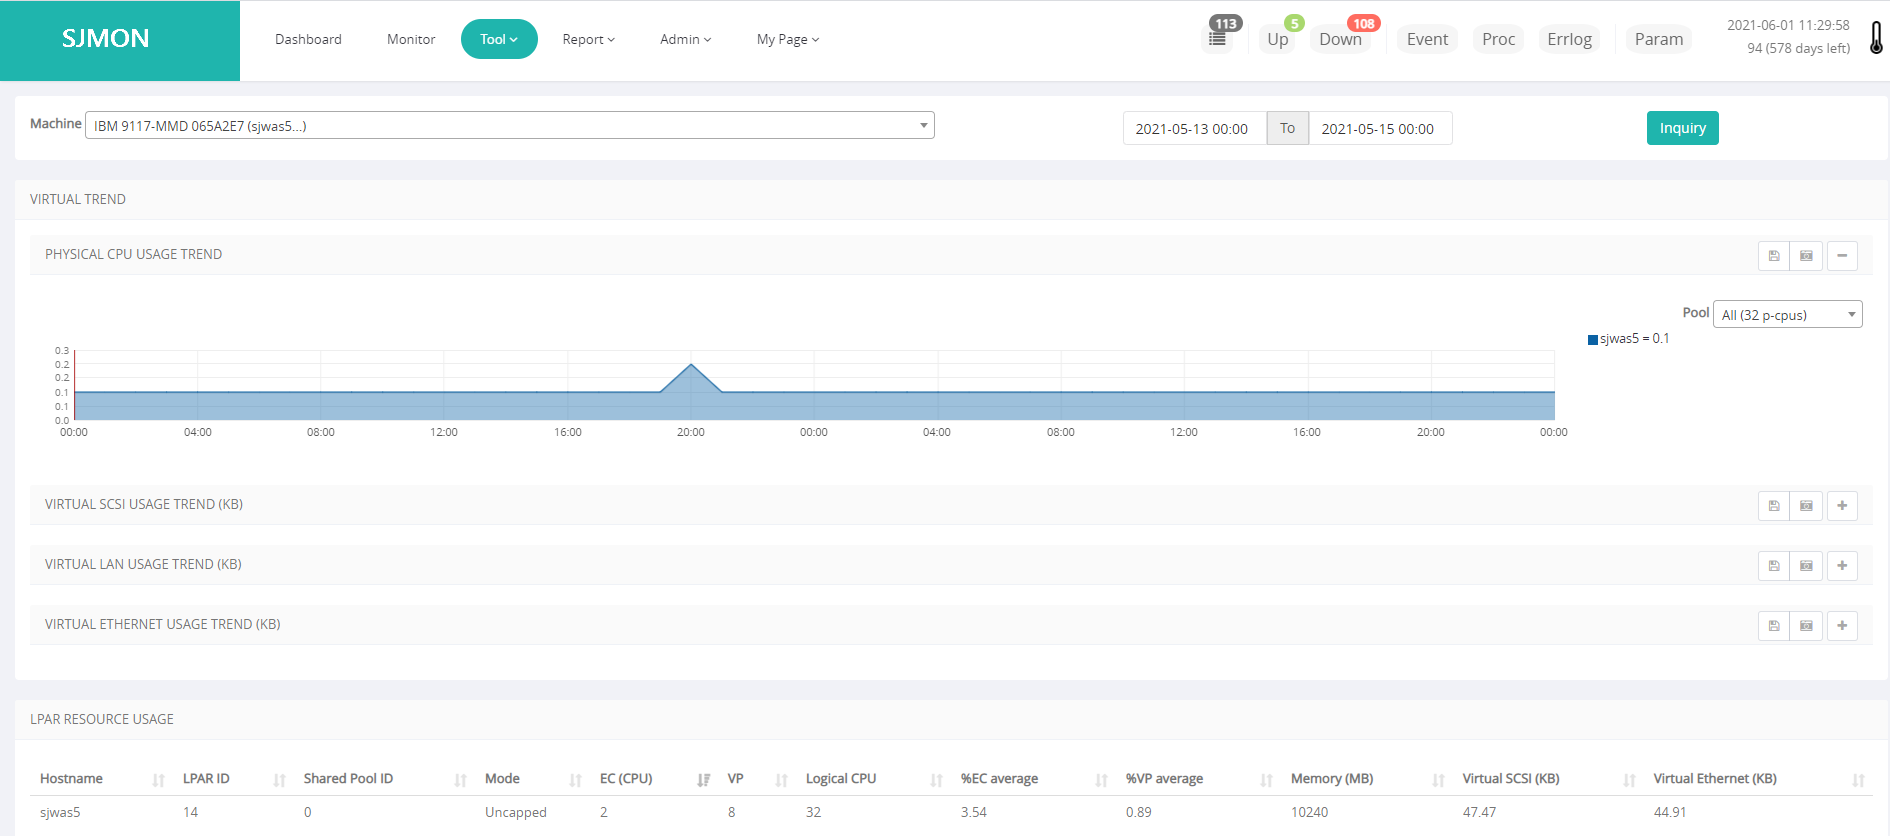 SJMON
Dashboard
Monitor
Tool
Report
Admin
My Page
113
Up
5
Down
108
Event
Proc
Errlog
Param
2021-06-01 11:29:58
94 (578 days left)
Machine
IBM 9117-MMD 065A2E7 (sjwas5...)
2021-05-13 00:00 To 2021-05-15 00:00
Inquiry
VIRTUAL TREND
PHYSICAL CPU USAGE TREND
Pool
All (32 p-cpus)
sjwas5 = 0.1
0.3
0.2
0.2
0.1
0.1
0.0
00:00 04:00 08:00 12:00 16:00 20:00 00:00 04:00 08:00 12:00 16:00 20:00 00:00
VIRTUAL SCSI USAGE TREND (KB)
VIRTUAL LAN USAGE TREND (KB)
VIRTUAL ETHERNET USAGE TREND (KB)
LPAR RESOURCE USAGE
Hostname LPAR ID Shared Pool ID Mode EC (CPU) VP Logical CPU %EC average %VP average Memory (MB) Virtual SCSI (KB) Virtual Ethernet (KB)
sjwas5 14 0 Uncapped 2 8 32 3.54 0.89 10240 47.47 44.91